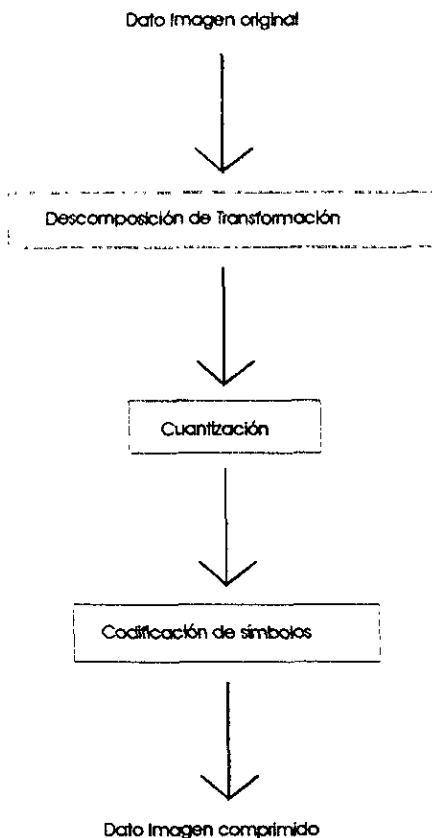 Dato Imagen original
Descomposición de Transformación
Cuantización
Codificación de símbolos
Dato Imagen comprimido